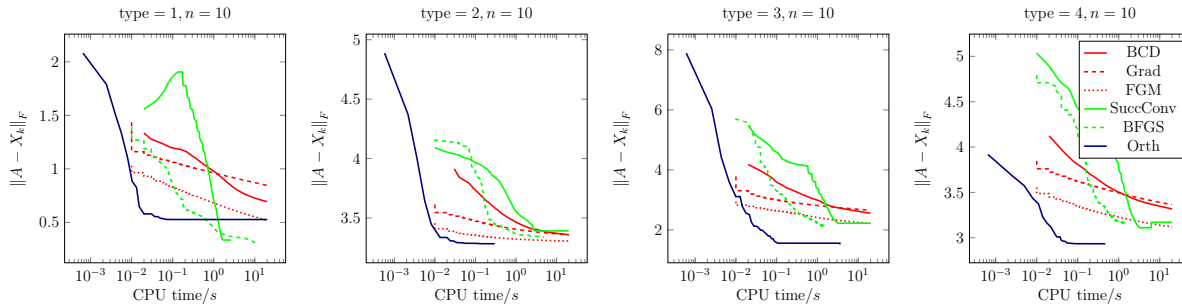 type = 1, n = 10
2
1.5
1
0.5
‖A − X_k‖_F
10^−3 10^−2 10^−1 10^0 10^1
CPU time/s
type = 2, n = 10
5
4.5
4
3.5
‖A − X_k‖_F
10^−3 10^−2 10^−1 10^0 10^1
CPU time/s
type = 3, n = 10
8
6
4
2
‖A − X_k‖_F
10^−3 10^−2 10^−1 10^0 10^1
CPU time/s
type = 4, n = 10
5
4.5
4
3.5
3
‖A − X_k‖_F
10^−3 10^−2 10^−1 10^0 10^1
CPU time/s
BCD
Grad
FGM
SuccConv
BFGS
Orth